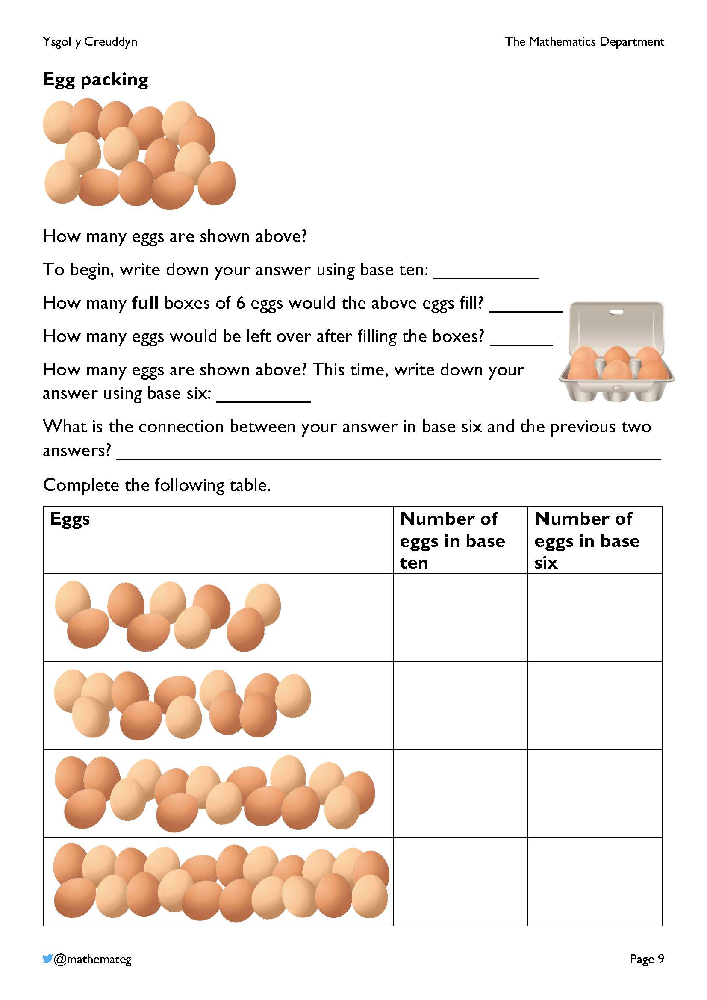 Ysgol y Creuddyn The Mathematics Department
Egg packing
How many eggs are shown above?
To begin, write down your answer using base ten: ___________
How many full boxes of 6 eggs would the above eggs fill? ________
How many eggs would be left over after filling the boxes? _______
How many eggs are shown above? This time, write down your
answer using base six: __________
What is the connection between your answer in base six and the previous two
answers? ____________________________________________________
Complete the following table.
Eggs
Number of
eggs in base
ten
Number of
eggs in base
six
@mathemateg Page 9